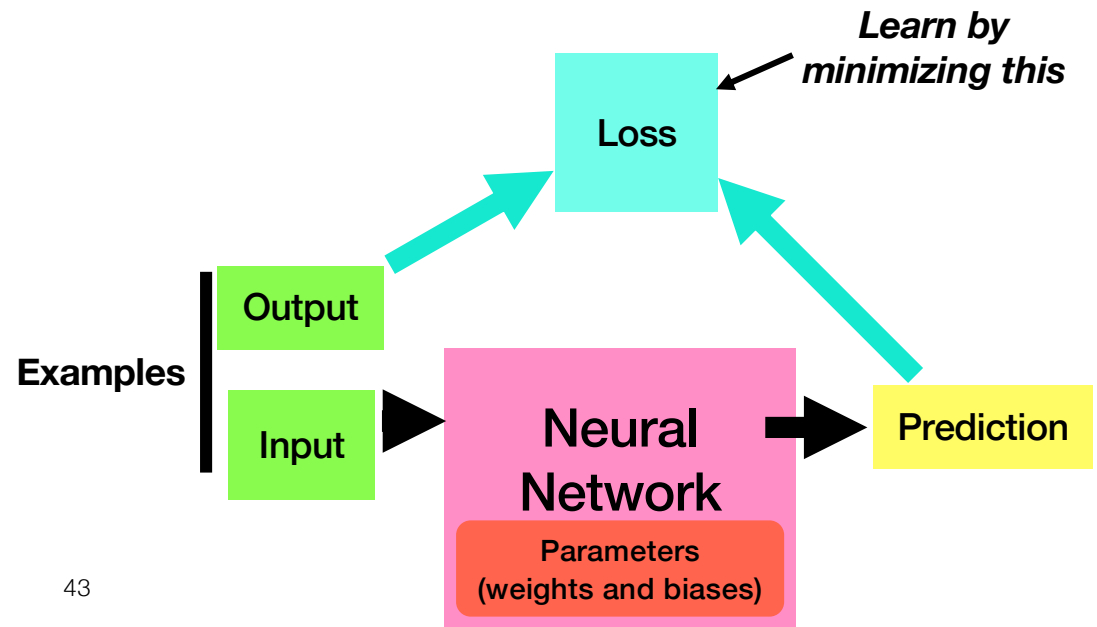 Learn by
minimizing this
Loss
Output
Examples
Input
Neural
Network
Parameters
(weights and biases)
Prediction
43